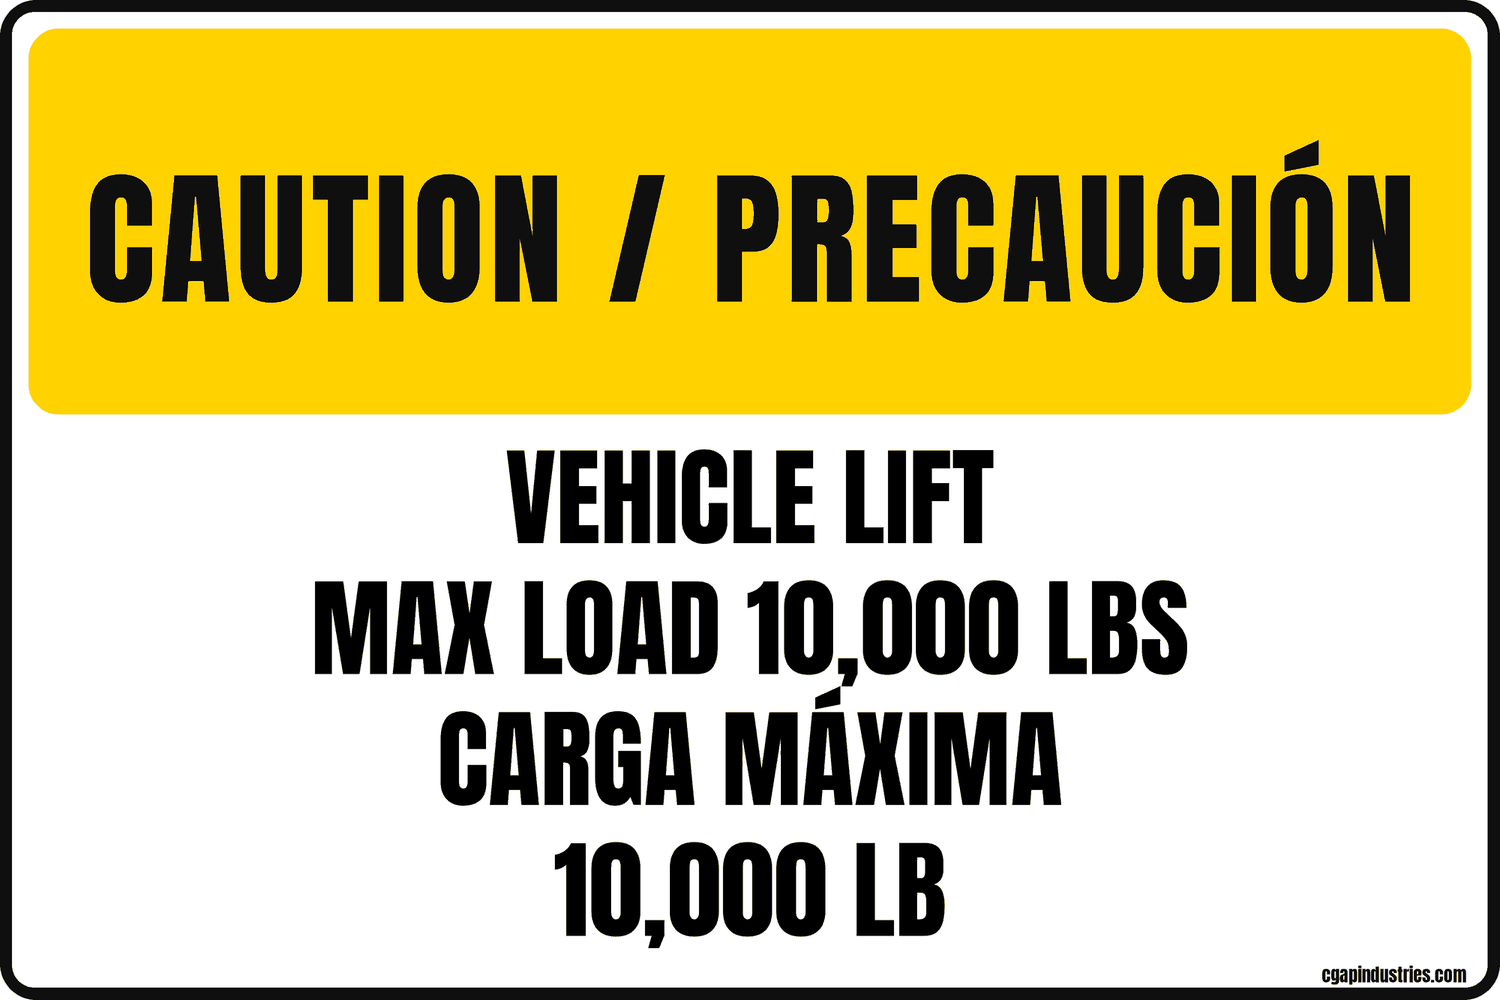 CAUTION / PRECAUCIÓN
VEHICLE LIFT
MAX LOAD 10,000 LBS
CARGA MÁXIMA
10,000 LB
cgapindustries.com